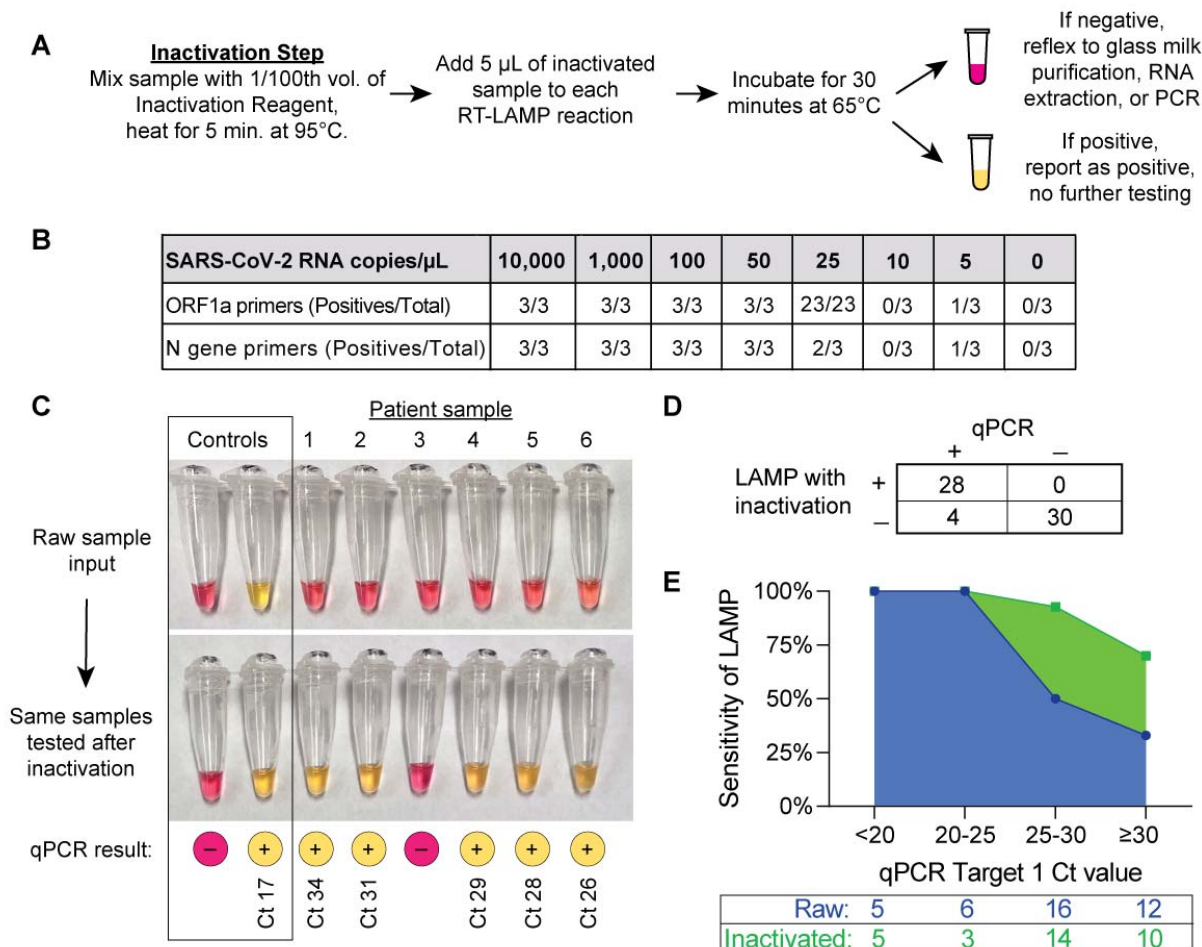 A
Inactivation Step
Mix sample with 1/100th vol. of
Inactivation Reagent,
heat for 5 min. at 95°C.
Add 5 µL of inactivated
sample to each
RT-LAMP reaction
Incubate for 30
minutes at 65°C
If negative,
reflex to glass milk
purification, RNA
extraction, or PCR
If positive,
report as positive,
no further testing
B
SARS-CoV-2 RNA copies/µL 10,000 1,000 100 50 25 10 5 0
ORF1a primers (Positives/Total) 3/3 3/3 3/3 3/3 23/23 0/3 1/3 0/3
N gene primers (Positives/Total) 3/3 3/3 3/3 3/3 2/3 0/3 1/3 0/3
C
Patient sample
Controls 1 2 3 4 5 6
Raw sample
input
Same samples
tested after
inactivation
qPCR result: – + + + – + + +
Ct 17 Ct 34 Ct 31 Ct 29 Ct 28 Ct 26
D
qPCR
+ –
LAMP with
inactivation
+ 28 0
– 4 30
E
Sensitivity of LAMP
100%
75%
50%
25%
0%
<20 20-25 25-30 ≥30
qPCR Target 1 Ct value
Raw: 5 6 16 12
Inactivated: 5 3 14 10